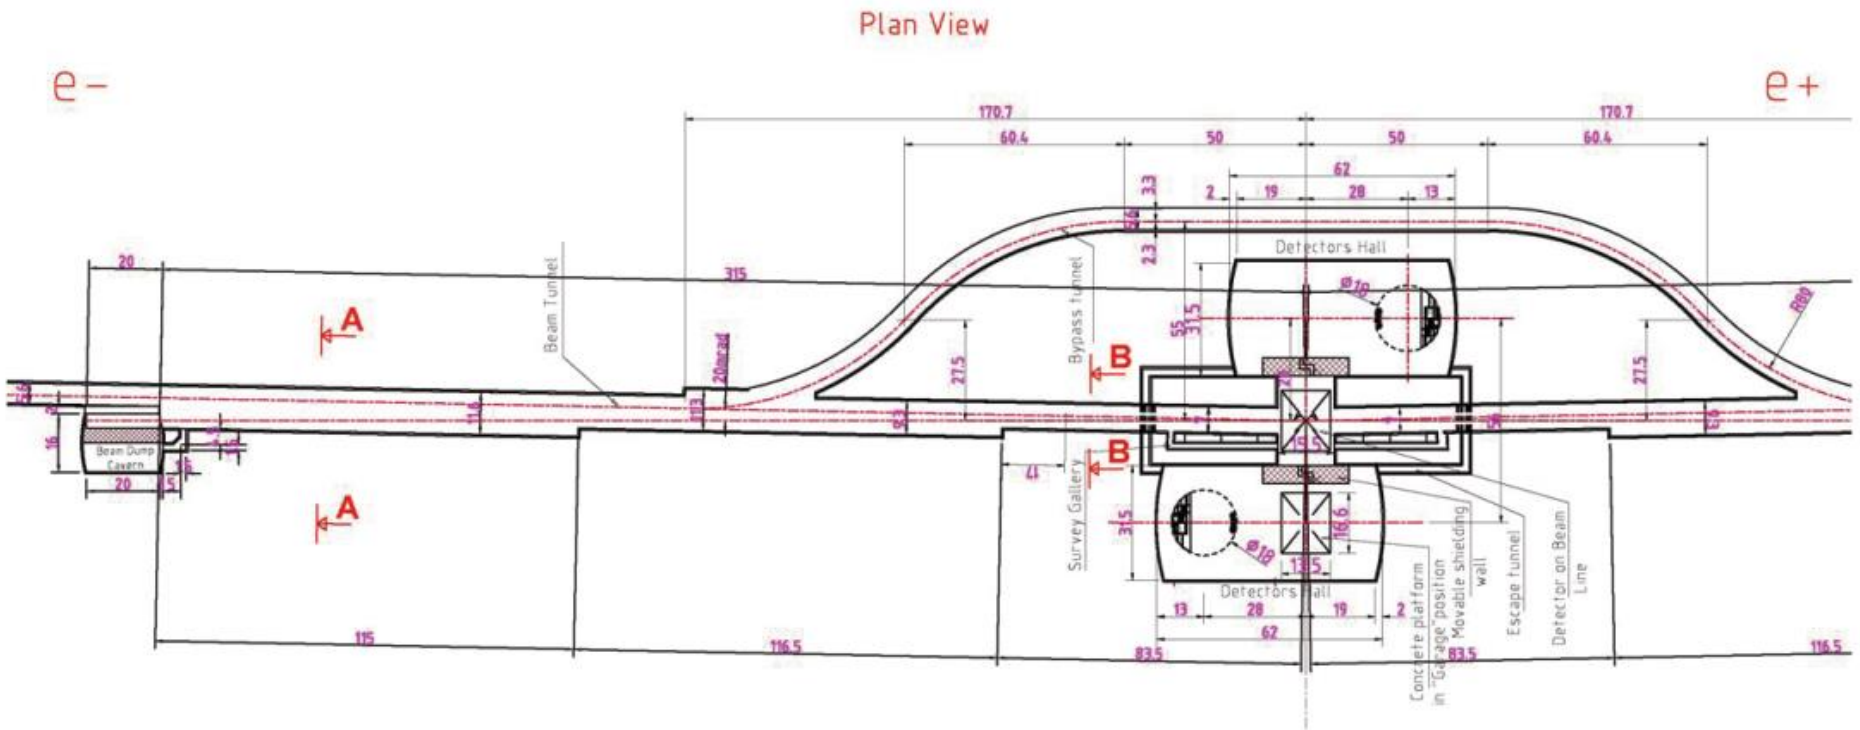 Plan View
e-
e+
170.7
170.7
60.4
50
50
60.4
62
2
19
28
13
3.3
5.6
2.3
Detectors Hall
20
315
Beam Tunnel
Bypass tunnel
Ø18
R80
55
31.5
A
B
20mrad
27.5
27.5
11.6
Beam Dump
Cavern
16
20
A
17
B
Survey Gallery
31.5
16.6
Ø18
13.5
Detectors Hall
13
28
19
2
62
Concrete platform
in "Garage" position
Movable shielding
wall
Escape tunnel
Detector on Beam
Line
115
116.5
83.5
83.5
116.5